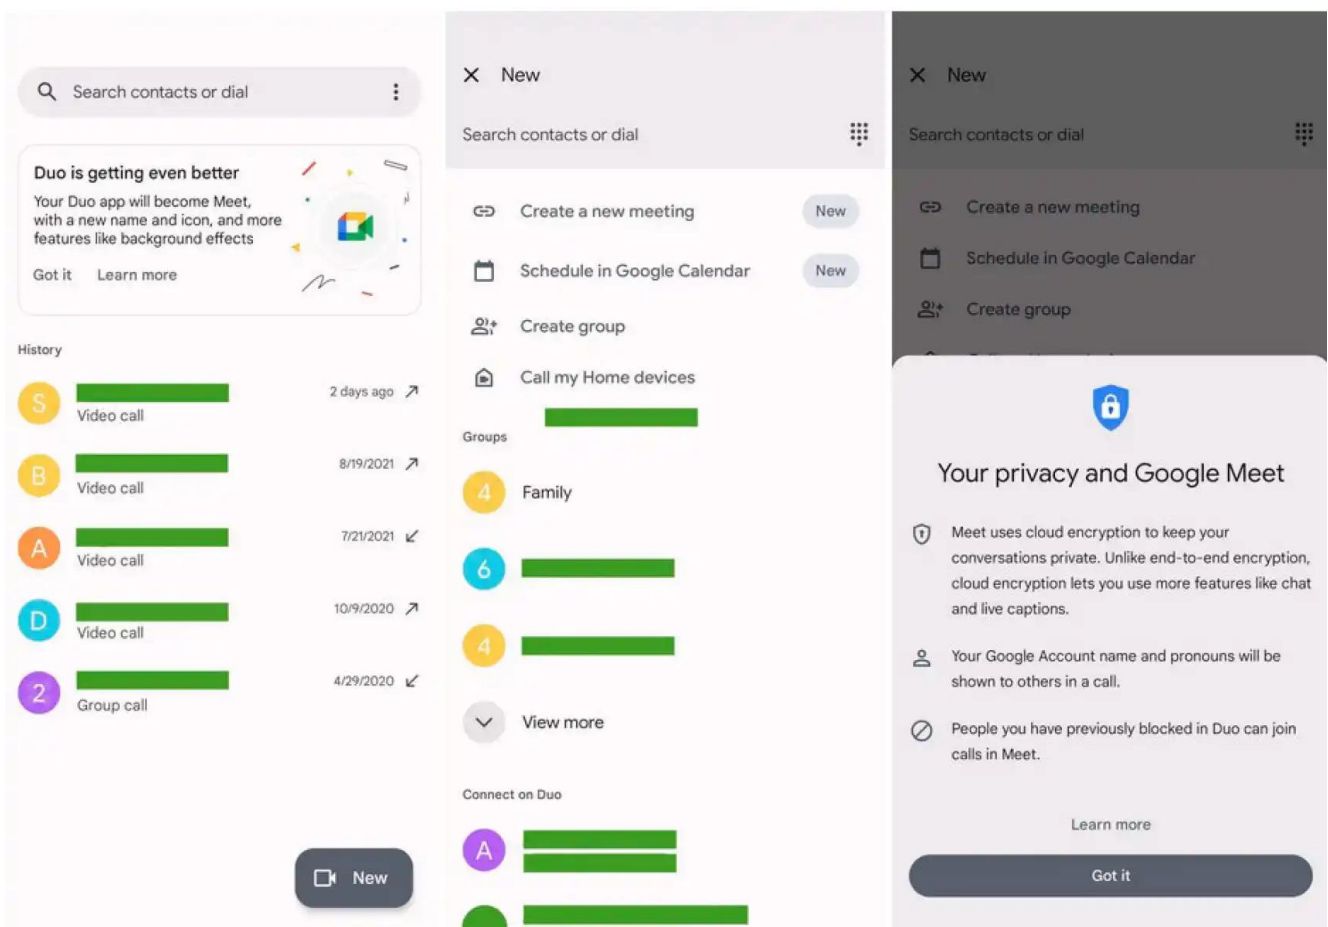 Search contacts or dial
Duo is getting even better
Your Duo app will become Meet,
with a new name and icon, and more
features like background effects
Got it Learn more
History
S
2 days ago
Video call
B
8/19/2021
Video call
A
7/21/2021
Video call
D
10/9/2020
Video call
2
4/29/2020
Group call
New
New
Search contacts or dial
Create a new meeting New
Schedule in Google Calendar New
Create group
Call my Home devices
Groups
4 Family
6
4
View more
Connect on Duo
A
New
Search contacts or dial
Create a new meeting
Schedule in Google Calendar
Create group
Your privacy and Google Meet
Meet uses cloud encryption to keep your
conversations private. Unlike end-to-end encryption,
cloud encryption lets you use more features like chat
and live captions.
Your Google Account name and pronouns will be
shown to others in a call.
People you have previously blocked in Duo can join
calls in Meet.
Learn more
Got it